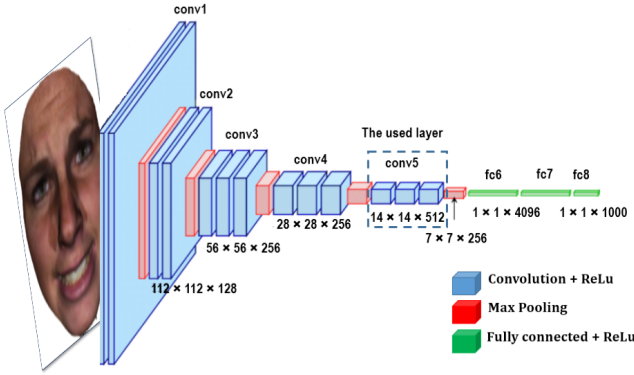 conv1
conv2
conv3
conv4
The used layer
conv5
fc6
fc7
fc8
1 × 1 × 4096
1 × 1 × 1000
14 × 14 × 512
28 × 28 × 256
7 × 7 × 256
56 × 56 × 256
112 × 112 × 128
Convolution + ReLu
Max Pooling
Fully connected + ReLu